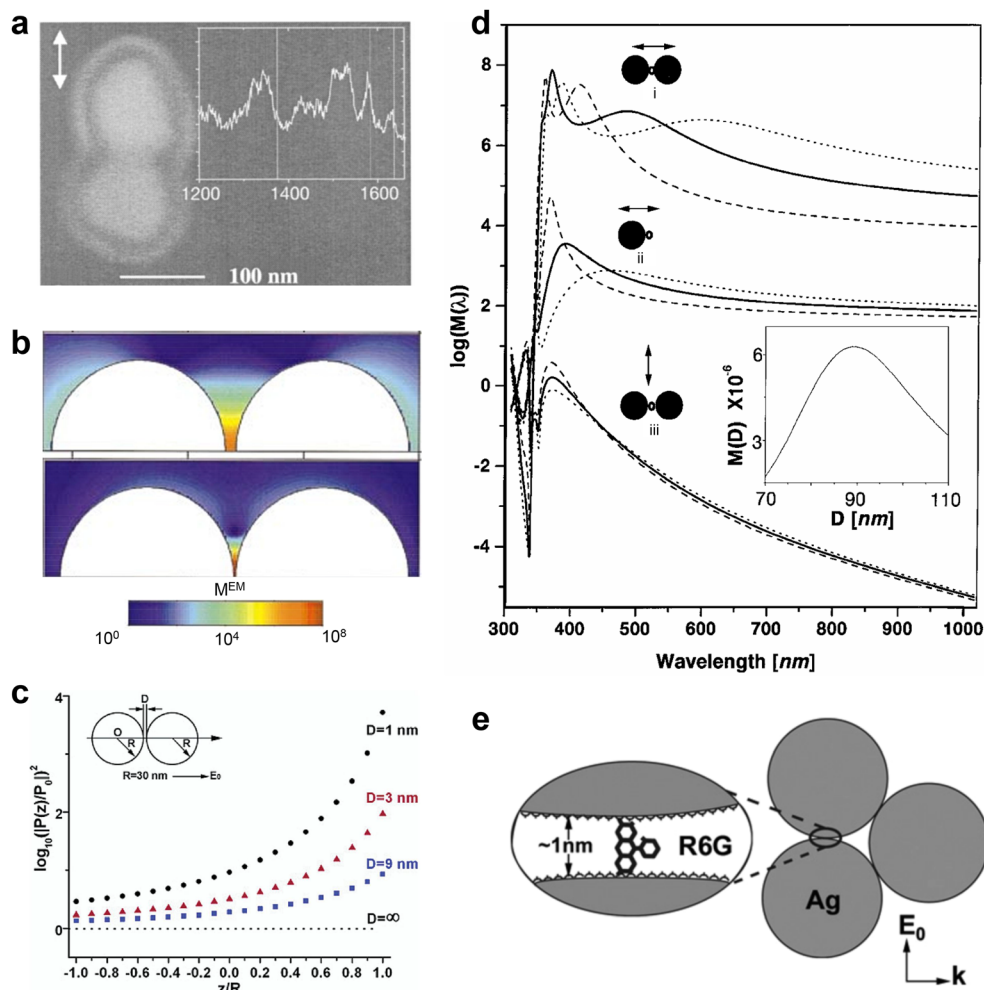 a
1200
1400
1600
100 nm
b
M^EM
10^0
10^4
10^8
c
log10(|P(z)/P0|)^2
4
2
0
D
O
R
R
R=30 nm
E0
D=1 nm
D=3 nm
D=9 nm
D=∞
-1.0
-0.8
-0.6
-0.4
-0.2
0.0
0.2
0.4
0.6
0.8
1.0
z/R
d
log(M(λ))
8
6
4
2
0
-2
-4
i
ii
iii
M(D) X10^-6
6
3
70
90
110
D [nm]
300
400
500
600
700
800
900
1000
Wavelength [nm]
e
~1nm
R6G
Ag
E0
k